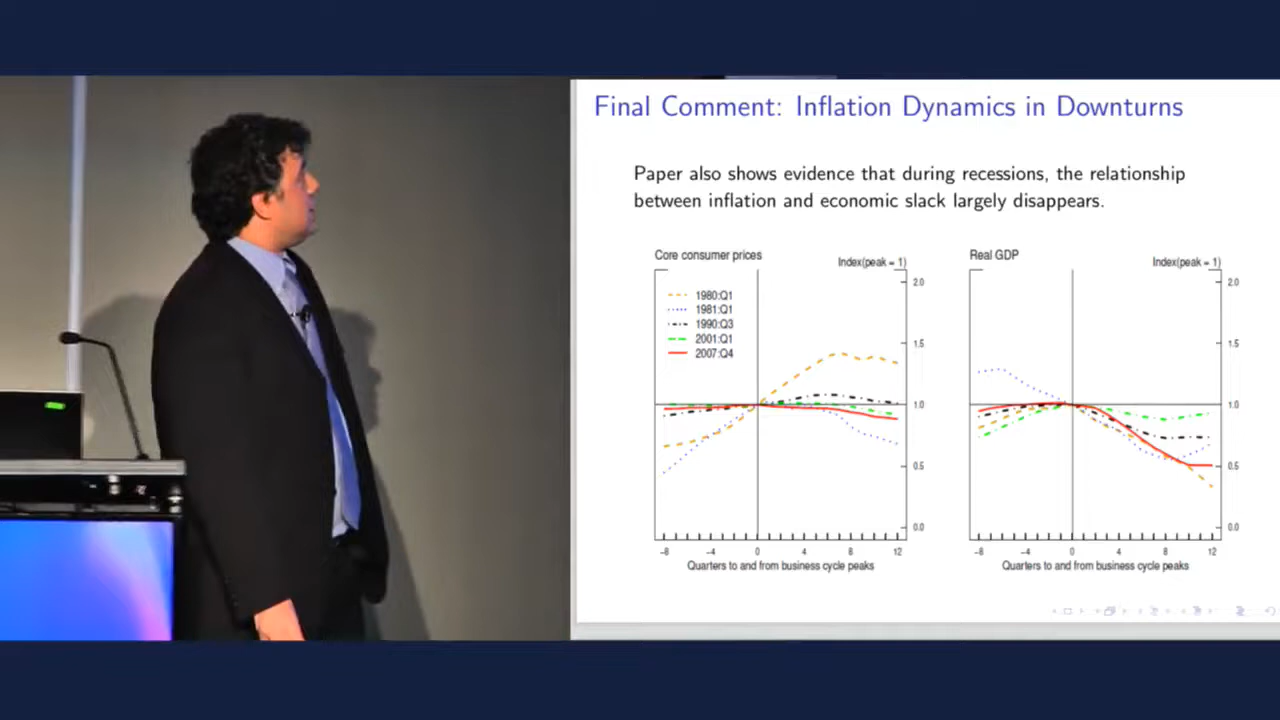 Final Comment: Inflation Dynamics in Downturns
Paper also shows evidence that during recessions, the relationship
between inflation and economic slack largely disappears.
Core consumer prices
Index(peak = 1)
1980:Q1
1981:Q1
1990:Q3
2001:Q1
2007:Q4
2.0
1.5
1.0
0.5
0.0
-8 -4 0 4 8 12
Quarters to and from business cycle peaks
Real GDP
Index(peak = 1)
2.0
1.5
1.0
0.5
0.0
-8 -4 0 4 8 12
Quarters to and from business cycle peaks